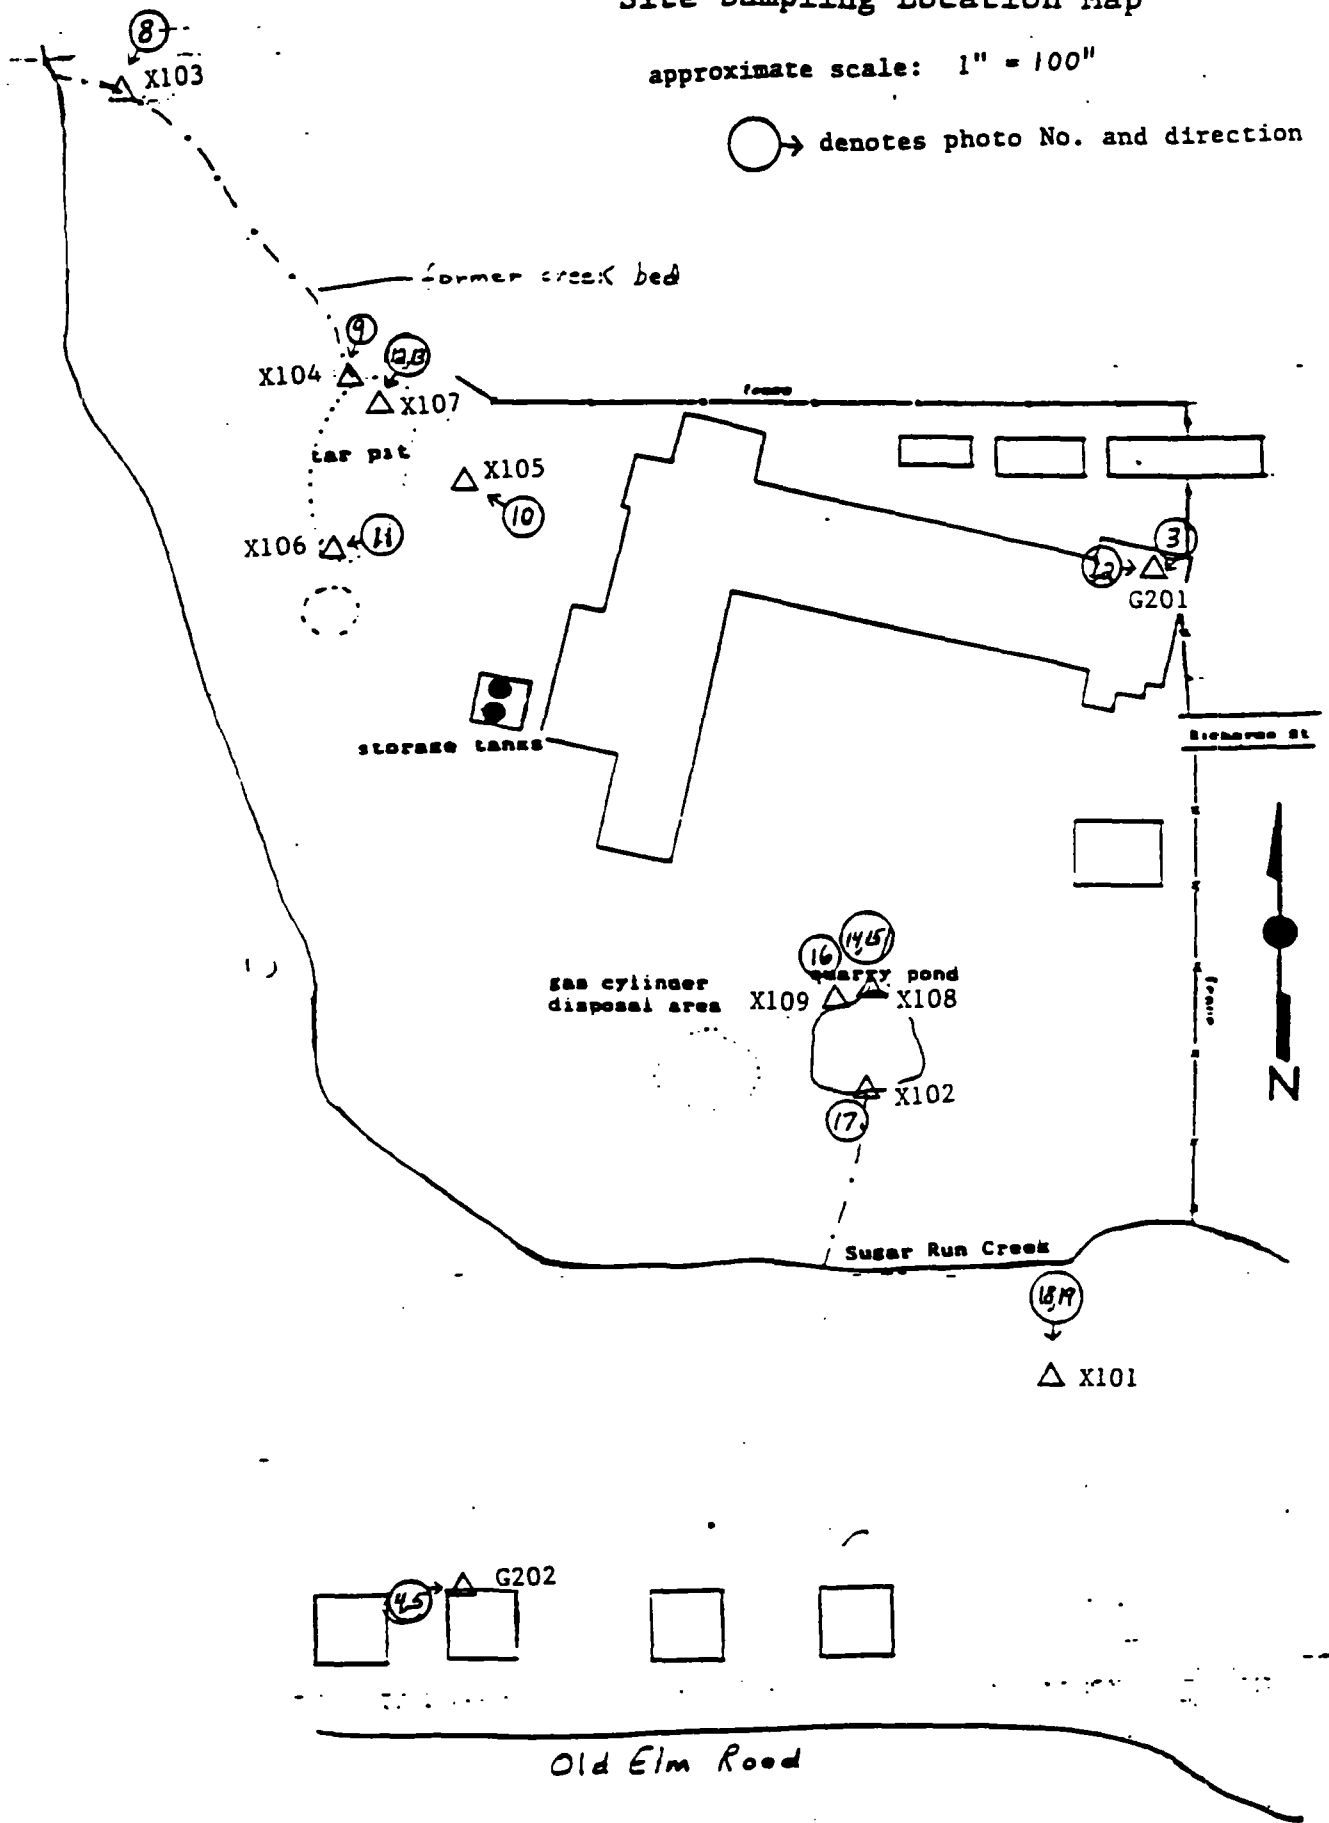 Site Sampling Location Map
approximate scale: 1" = 100"
denotes photo No. and direction
8
X103
former creek bed
9
12,13
X104
X107
fence
tar pit
X105
10
X106
11
3
G201
storage tanks
St
16
14,15
quarry pond
gas cylinder
disposal area
X109
X108
fence
X102
17
N
Sugar Run Creek
18,19
X101
G202
4,5
Old Elm Road